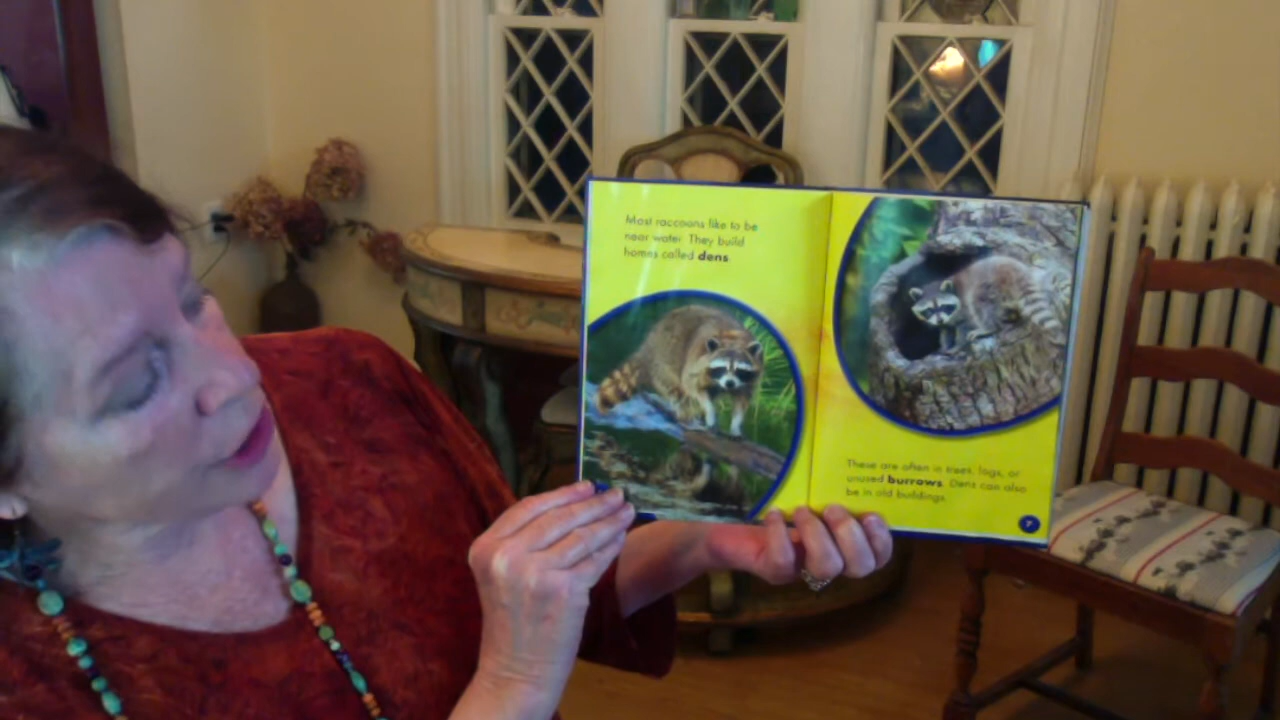 Most raccoons like to be
near water. They build
homes called dens.
These are often in trees, logs, or
unused burrows. Dens can also
be in old buildings.
7